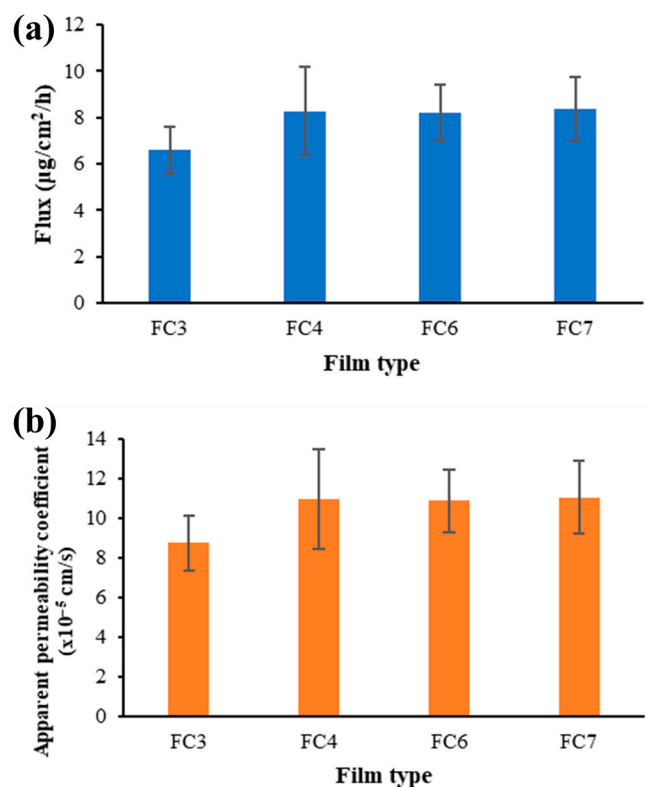 (a)
Flux (µg/cm²/h)
12
10
8
6
4
2
0
FC3 FC4 FC6 FC7
Film type
(b)
Apparent permeability coefficient
(x10⁻⁵ cm/s)
14
12
10
8
6
4
2
0
FC3 FC4 FC6 FC7
Film type